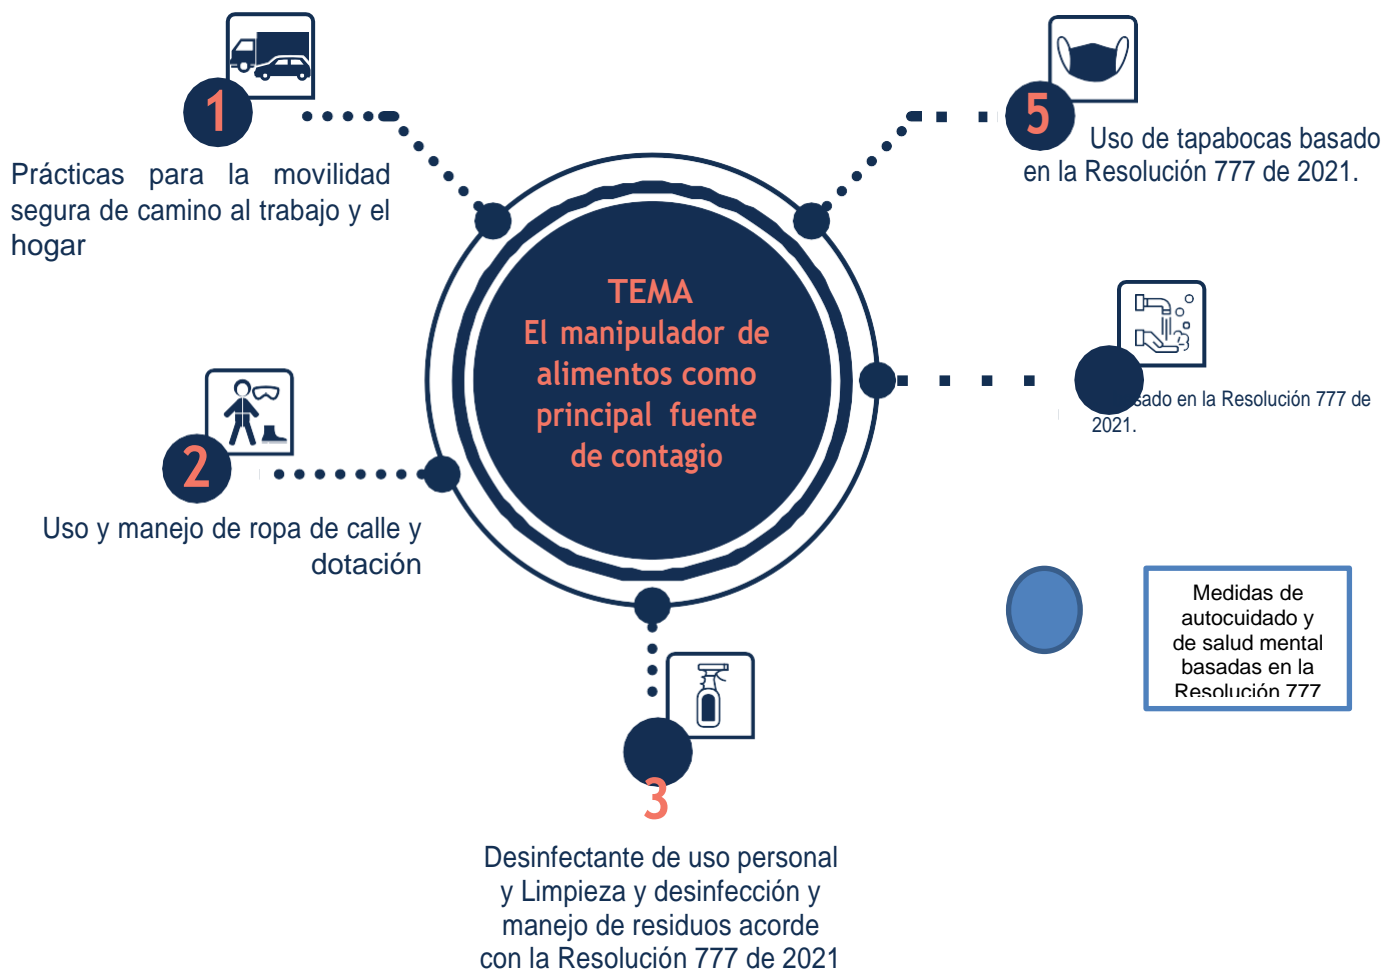 1
Prácticas para la movilidad
segura de camino al trabajo y el
hogar
2
Uso y manejo de ropa de calle y
dotación
TEMA
El manipulador de
alimentos como
principal fuente
de contagio
3
Desinfectante de uso personal
y Limpieza y desinfección y
manejo de residuos acorde
con la Resolución 777 de 2021
5
Uso de tapabocas basado
en la Resolución 777 de 2021.
en la Resolución 777 de
2021.
Medidas de
autocuidado y
de salud mental
basadas en la
Resolución 777